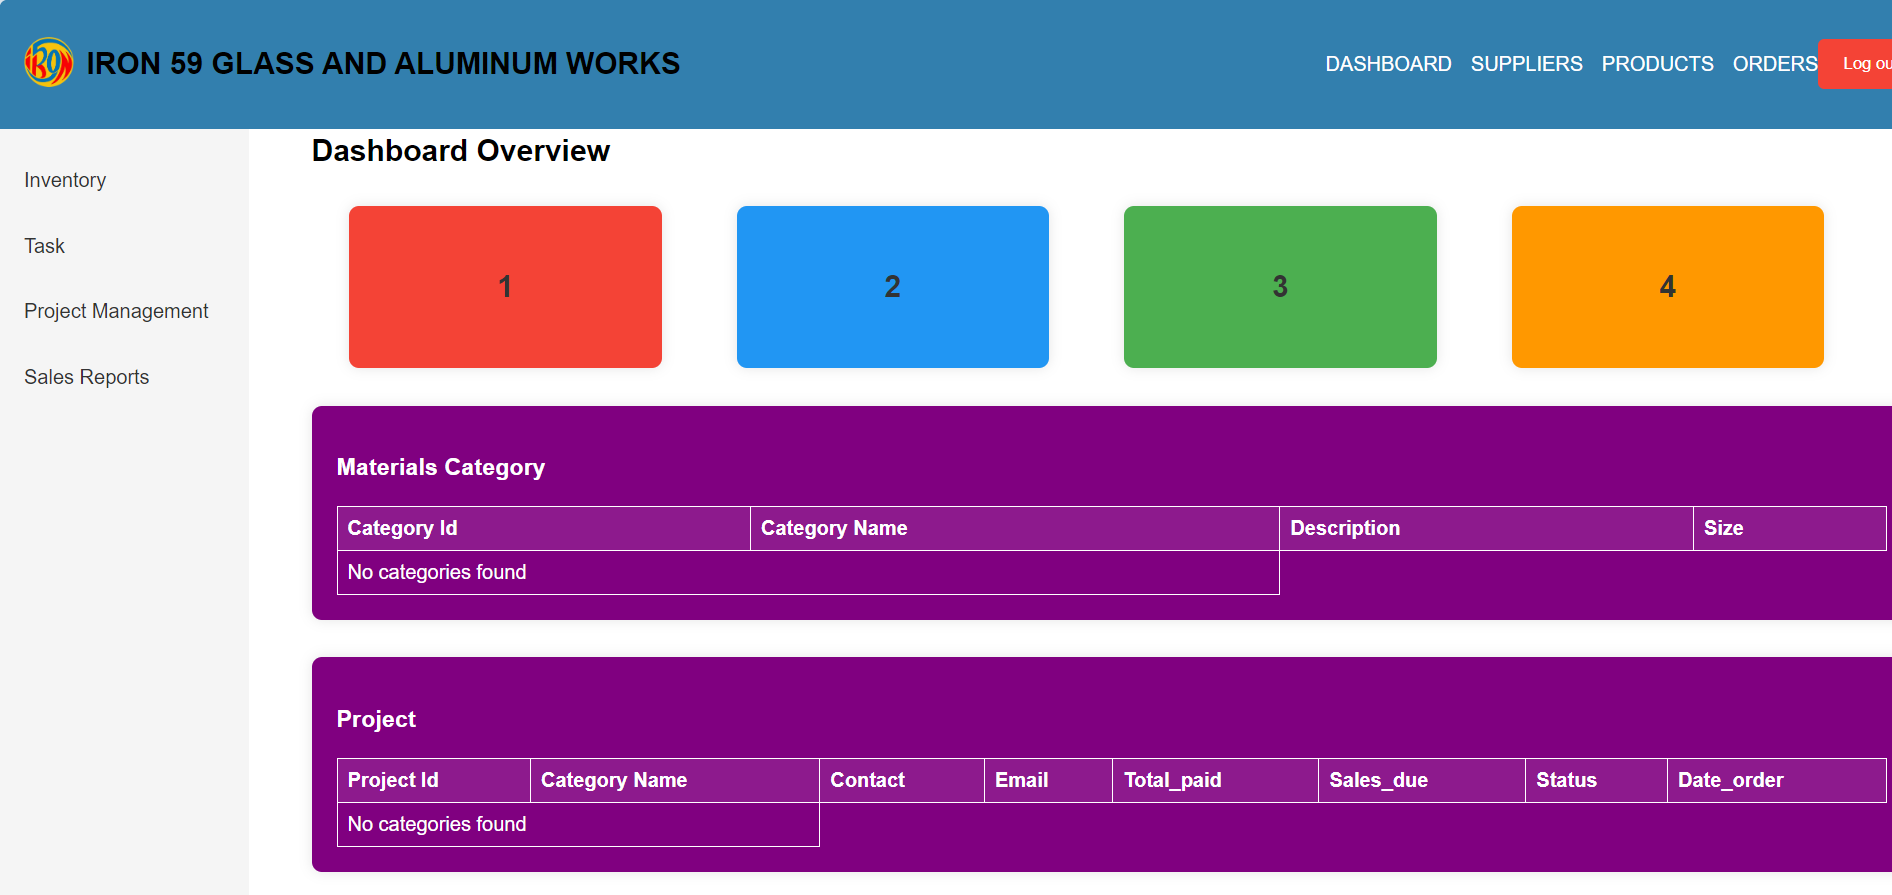 IRON 59 GLASS AND ALUMINUM WORKS
DASHBOARD SUPPLIERS PRODUCTS ORDERS Log ou
Inventory
Task
Project Management
Sales Reports
Dashboard Overview
1 2 3 4
Materials Category
Category Id Category Name Description Size
No categories found
Project
Project Id Category Name Contact Email Total_paid Sales_due Status Date_order
No categories found